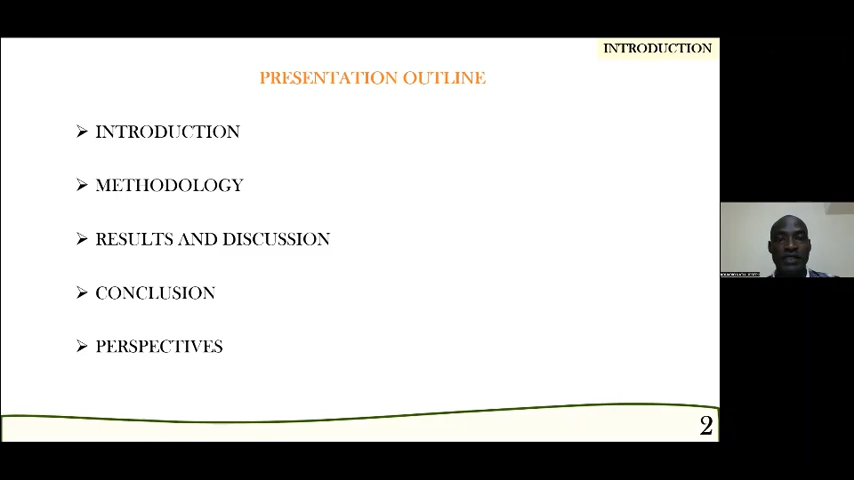 INTRODUCTION
PRESENTATION OUTLINE
➢ INTRODUCTION
➢ METHODOLOGY
➢ RESULTS AND DISCUSSION
➢ CONCLUSION
➢ PERSPECTIVES
2